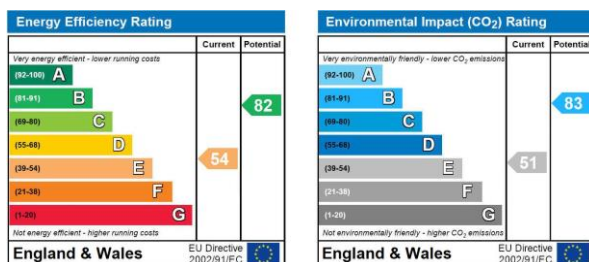 Energy Efficiency Rating
Current Potential
Very energy efficient - lower running costs
(92-100) A
(81-91) B
82
(69-80) C
(55-68) D
54
(39-54) E
(21-38) F
(1-20) G
Not energy efficient - higher running costs
England & Wales
EU Directive
2002/91/EC
Environmental Impact (CO₂) Rating
Current Potential
Very environmentally friendly - lower CO₂ emissions
(92-100) A
(81-91) B
83
(69-80) C
(55-68) D
(39-54) E
51
(21-38) F
(1-20) G
Not environmentally friendly - higher CO₂ emissions
England & Wales
EU Directive
2002/91/EC